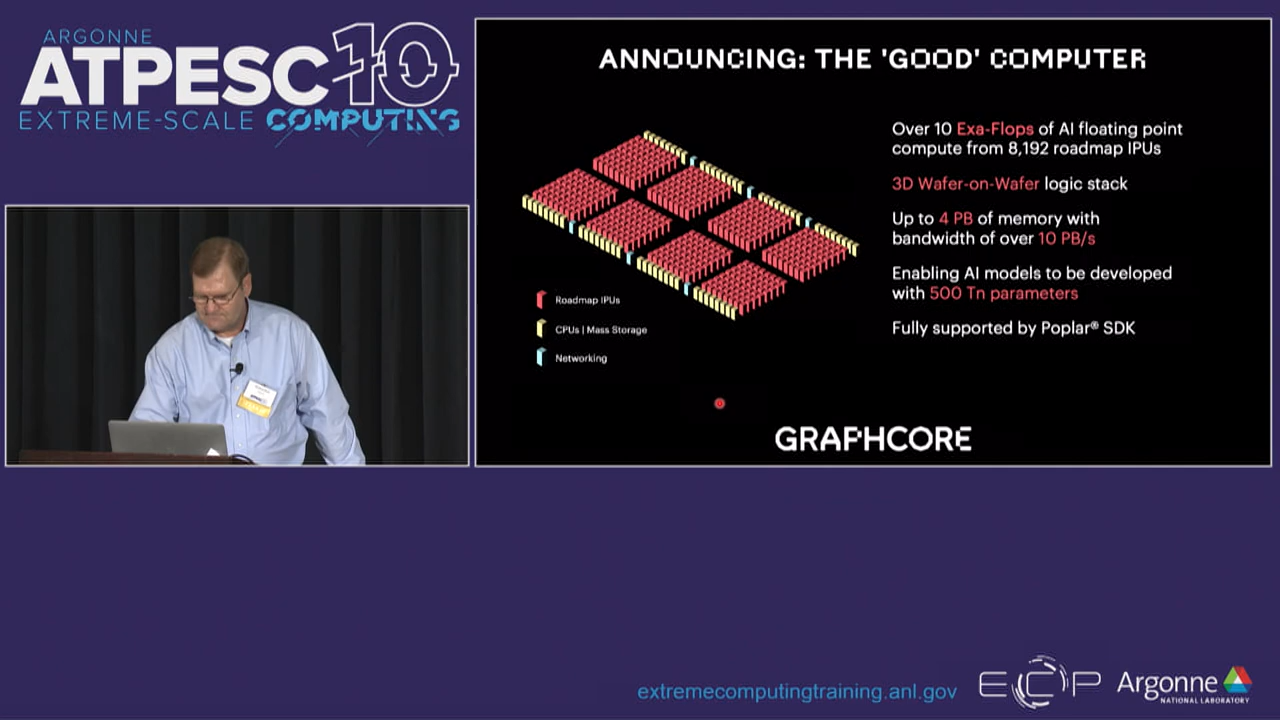 ARGONNE
ATPESC10
EXTREME-SCALE COMPUTING
ANNOUNCING: THE 'GOOD' COMPUTER
Over 10 Exa-Flops of AI floating point
compute from 8,192 roadmap IPUs
3D Wafer-on-Wafer logic stack
Up to 4 PB of memory with
bandwidth of over 10 PB/s
Enabling AI models to be developed
with 500 Tn parameters
Fully supported by Poplar® SDK
Roadmap IPUs
CPUs | Mass Storage
Networking
GRAPHCORE
extremecomputingtraining.anl.gov
ECP
Argonne
NATIONAL LABORATORY